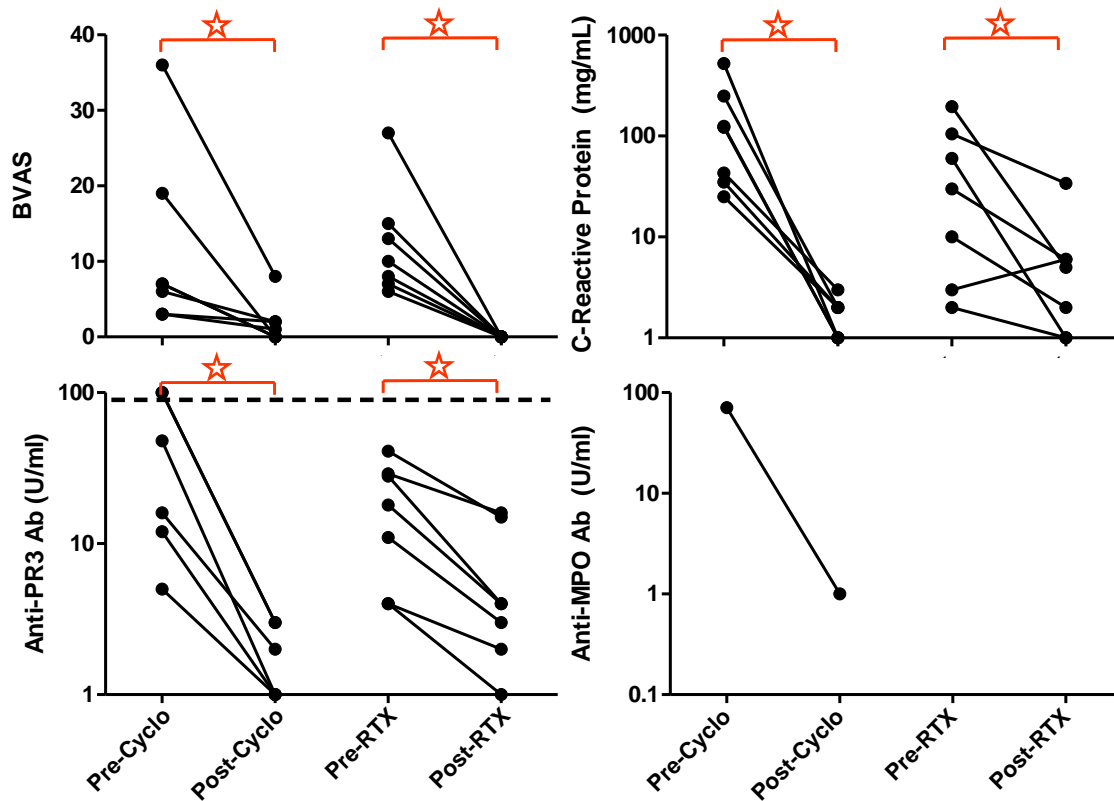 BVAS
40
30
20
10
0
C-Reactive Protein (mg/mL)
1000
100
10
1
Anti-PR3 Ab (U/ml)
100
10
1
Pre-Cyclo
Post-Cyclo
Pre-RTX
Post-RTX
Anti-MPO Ab (U/ml)
100
10
1
0.1
Pre-Cyclo
Post-Cyclo
Pre-RTX
Post-RTX